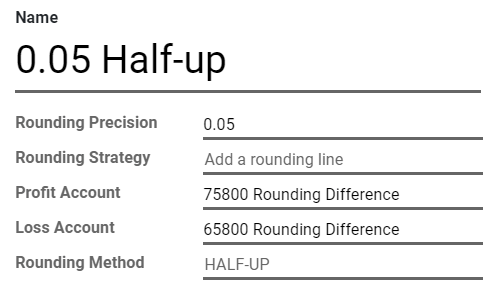 Name
0.05 Half-up
Rounding Precision 0.05
Rounding Strategy Add a rounding line
Profit Account 75800 Rounding Difference
Loss Account 65800 Rounding Difference
Rounding Method HALF-UP